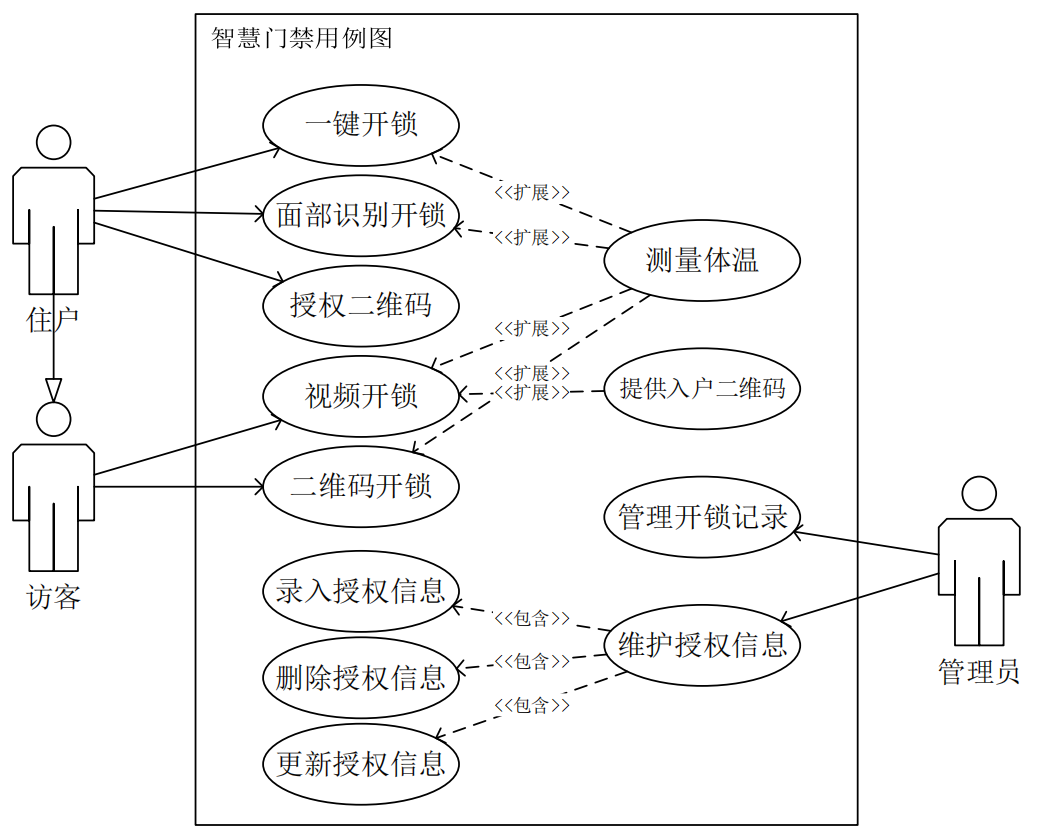 智慧门禁用例图
一键开锁
<<扩展>>
面部识别开锁
<<扩展>>
测量体温
授权二维码
住户
<<扩展>>
<<扩展>>
<<扩展>>
视频开锁
提供入户二维码
二维码开锁
管理开锁记录
录入授权信息
访客
<<包含>>
维护授权信息
<<包含>>
删除授权信息
管理员
<<包含>>
更新授权信息